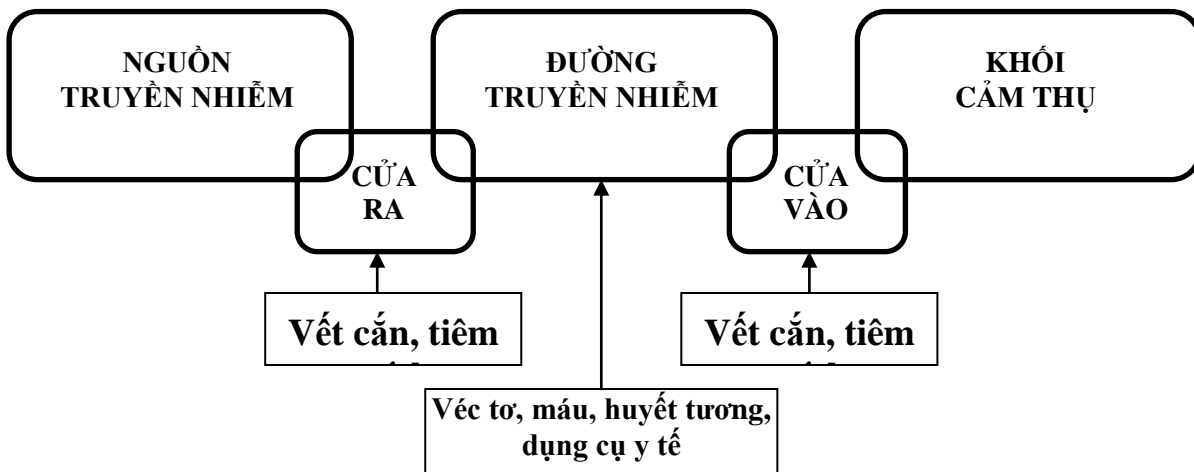 NGUỒN
TRUYỀN NHIỄM
ĐƯỜNG
TRUYỀN NHIỄM
KHỐI
CẢM THỤ
CỬA
RA
CỬA
VÀO
Vết cắn, tiêm
Vết cắn, tiêm
Véc tơ, máu, huyết tương,
dụng cụ y tế